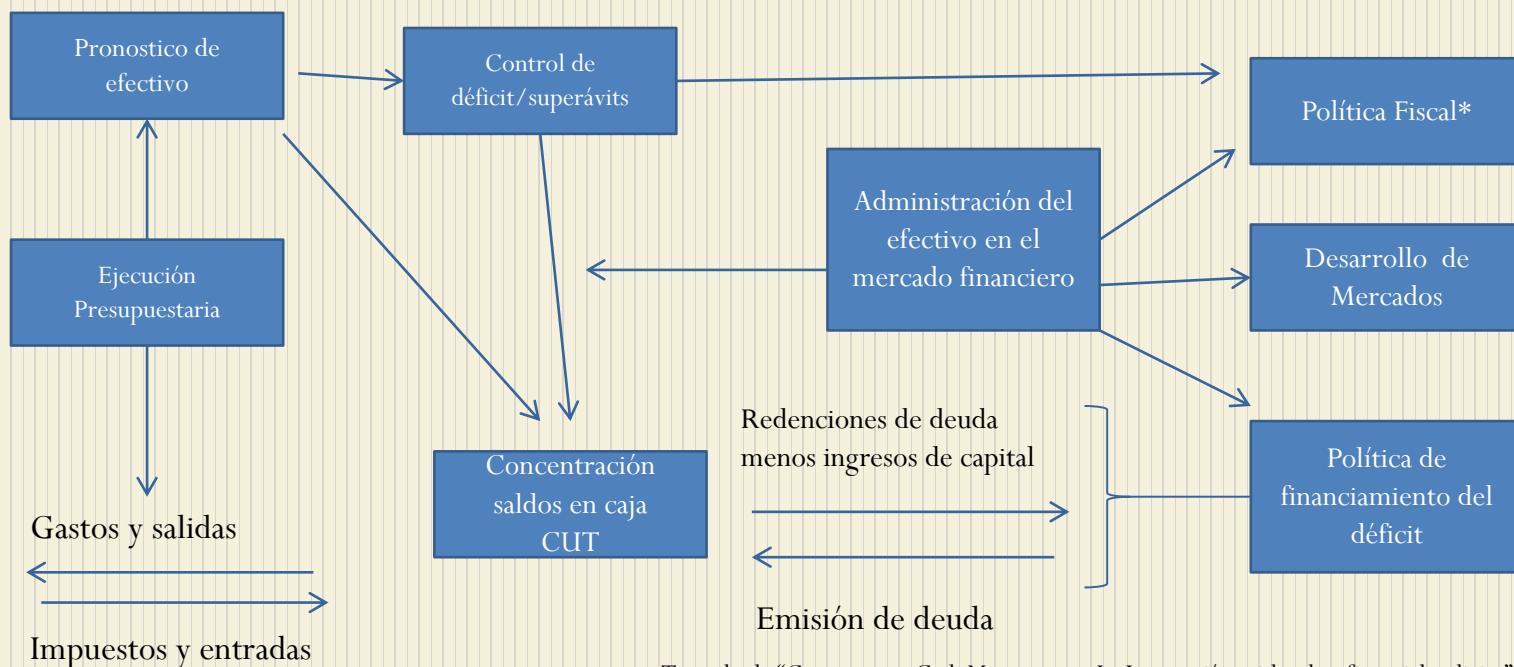 Pronostico de
efectivo
Control de
déficit/superávits
Política Fiscal*
Administración del
efectivo en el
mercado financiero
Ejecución
Presupuestaria
Desarrollo de
Mercados
Redenciones de deuda
menos ingresos de capital
Concentración
saldos en caja
CUT
Política de
financiamiento del
déficit
Gastos y salidas
Emisión de deuda
Impuestos y entradas